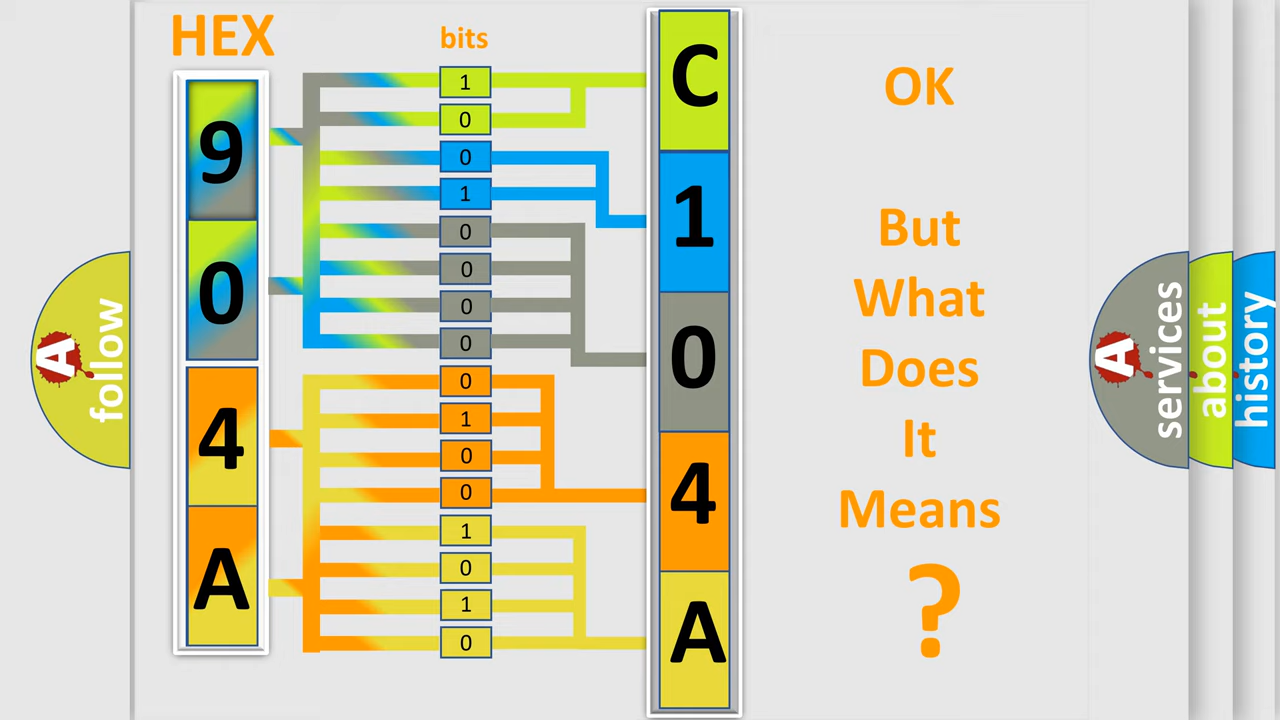 HEX
bits
9
0
4
A
1
0
0
1
0
0
0
0
0
1
0
0
1
0
1
0
C
1
0
4
A
OK
But
What
Does
It
Means
?
A
follow
A
services
about
history